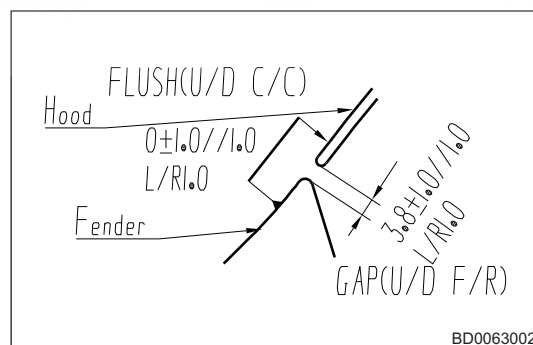 FLUSH(U/D C/C)
Hood
0±1.0//1.0
L/R1.0
3.8±1.0//1.0
L/R1.0
Fender
GAP(U/D F/R)
BD0063002